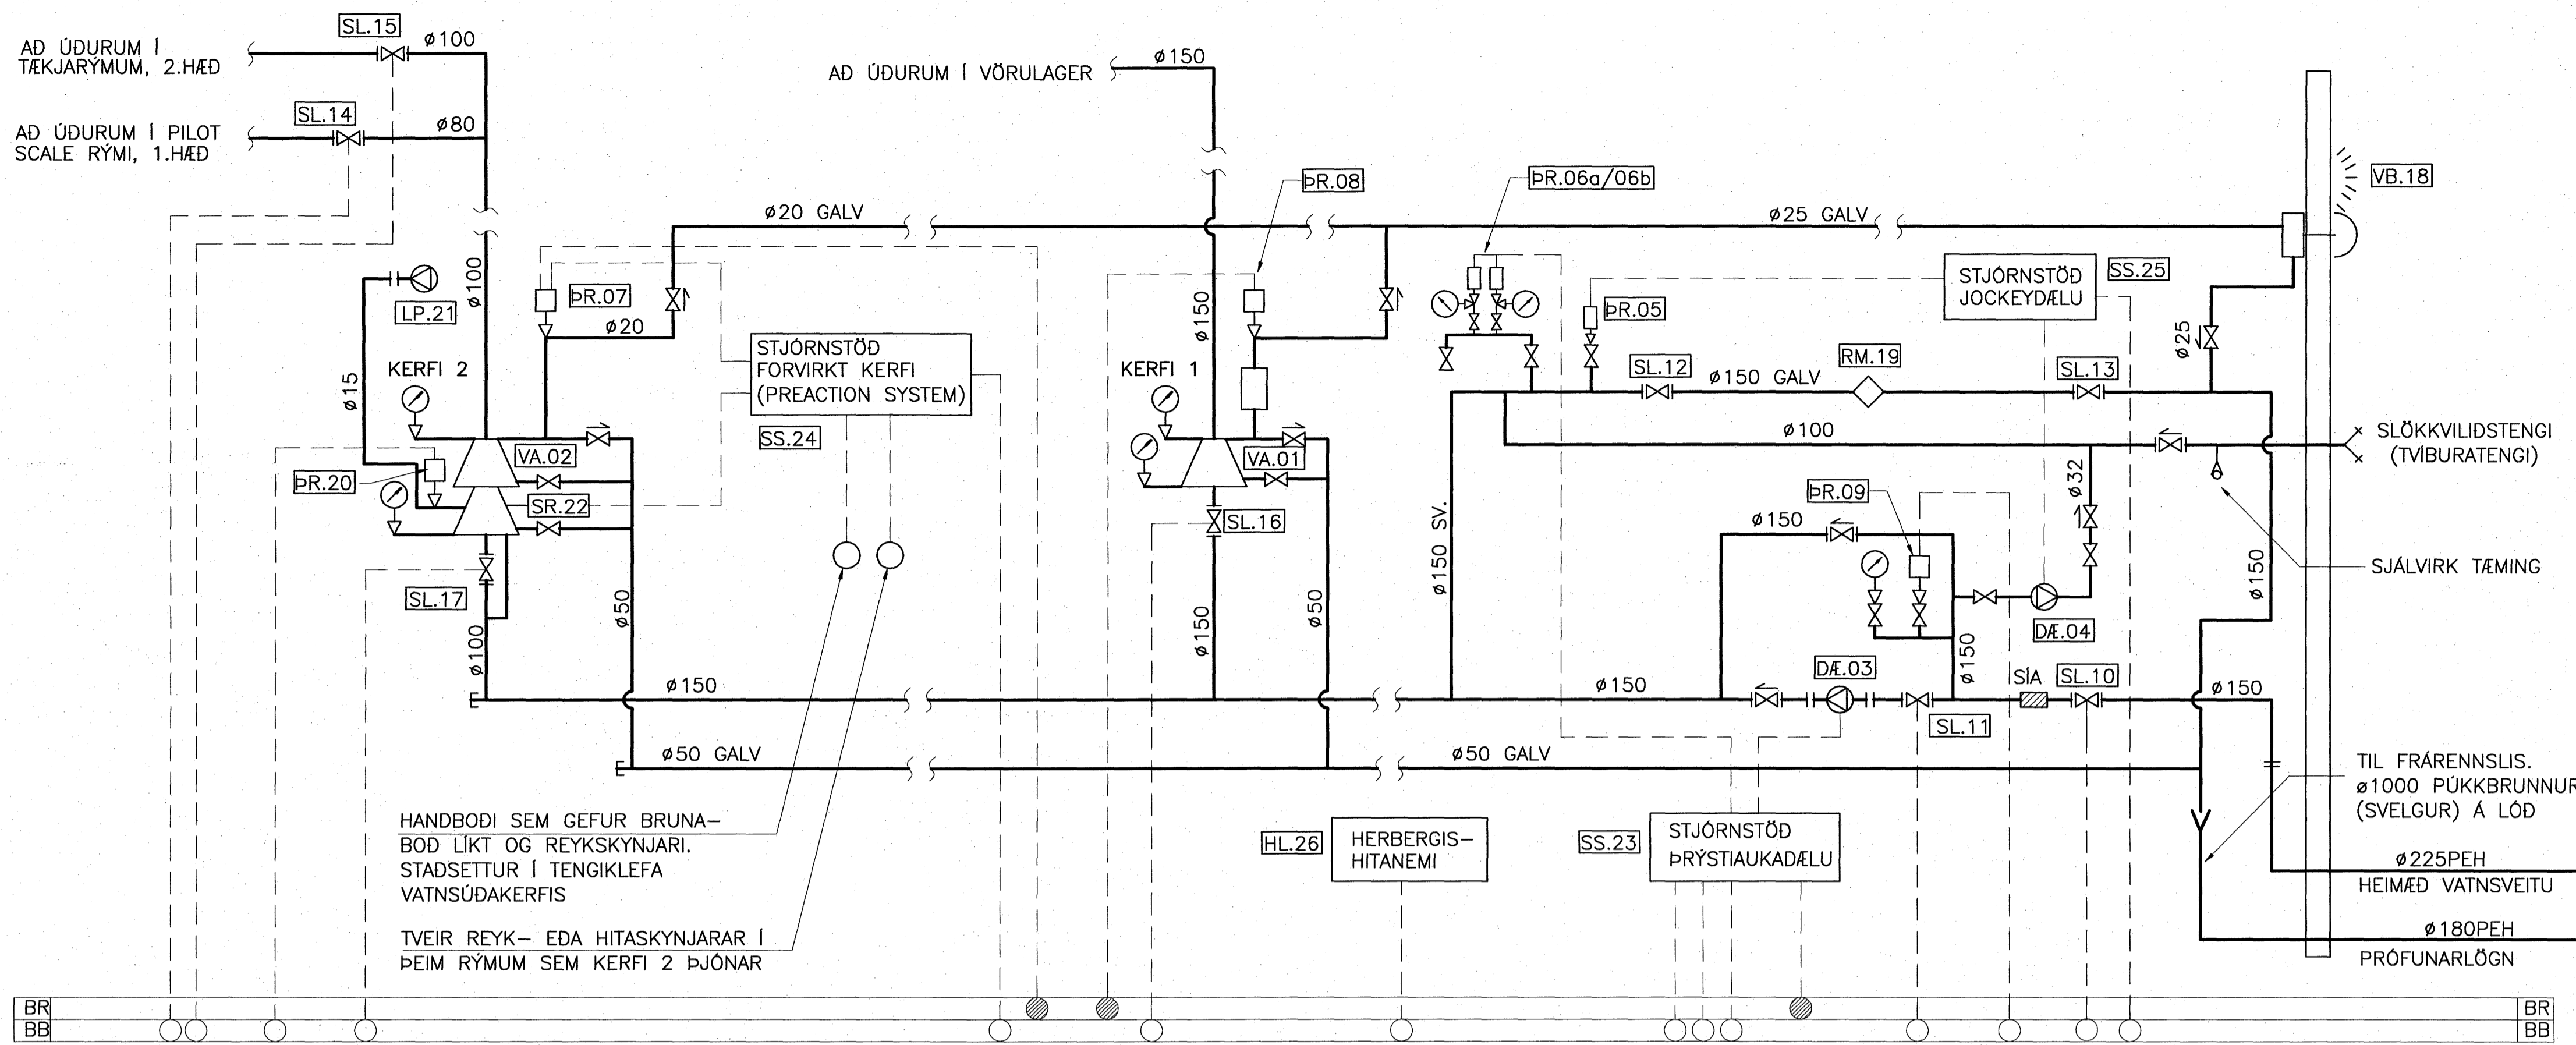 SL.15
AÐ ÚÐURUM Í
TÆKJARÝMUM, 2.HÆÐ
ø100
SL.14
AÐ ÚÐURUM Í PILOT
SCALE RÝMI, 1.HÆÐ
ø80
AÐ ÚÐURUM Í VÖRULAGER
ø150
ÞR.08
ÞR.06a/06b
VB.18
ø20 GALV
ø25 GALV
ø100
LP.21
ÞR.07
ø20
ø150
ÞR.05
STJÓRNSTÖÐ
JOCKEYDÆLU
SS.25
ø25
STJÓRNSTÖÐ
FORVIRKT KERFI
(PREACTION SYSTEM)
SS.24
KERFI 2
ø15
KERFI 1
SL.12
ø150 GALV
RM.19
SL.13
ø100
SLÖKKVILIÐSTENGI
(TVÍBURATENGI)
VA.02
ÞR.20
SR.22
VA.01
SL.16
ø150 SV.
ø150
ÞR.09
ø32
ø150
SJÁLVIRK TÆMING
SL.17
ø100
ø50
ø150
ø50
DÆ.04
DÆ.03
ø150
SÍA
SL.10
ø150
ø150
ø150
SL.11
ø50 GALV
ø50 GALV
TIL FRÁRENNSLIS.
ø1000 PÚKKBRUNNUR
(SVELGUR) Á LÓÐ
HANDBOÐI SEM GEFUR BRUNA–
BOÐ LÍKT OG REYKSKYNJARI.
STAÐSETTUR Í TENGIKLEFA
VATNSÚÐAKERFIS
HL.26
HERBERGIS–
HITANEMI
SS.23
STJÓRNSTÖÐ
ÞRÝSTIAUKADÆLU
ø225PEH
HEIMÆÐ VATNSVEITU
TVEIR REYK– EÐA HITASKYNJARAR Í
ÞEIM RÝMUM SEM KERFI 2 ÞJÓNAR
ø180PEH
PRÓFUNARLÖGN
BR
BR
BB
BB